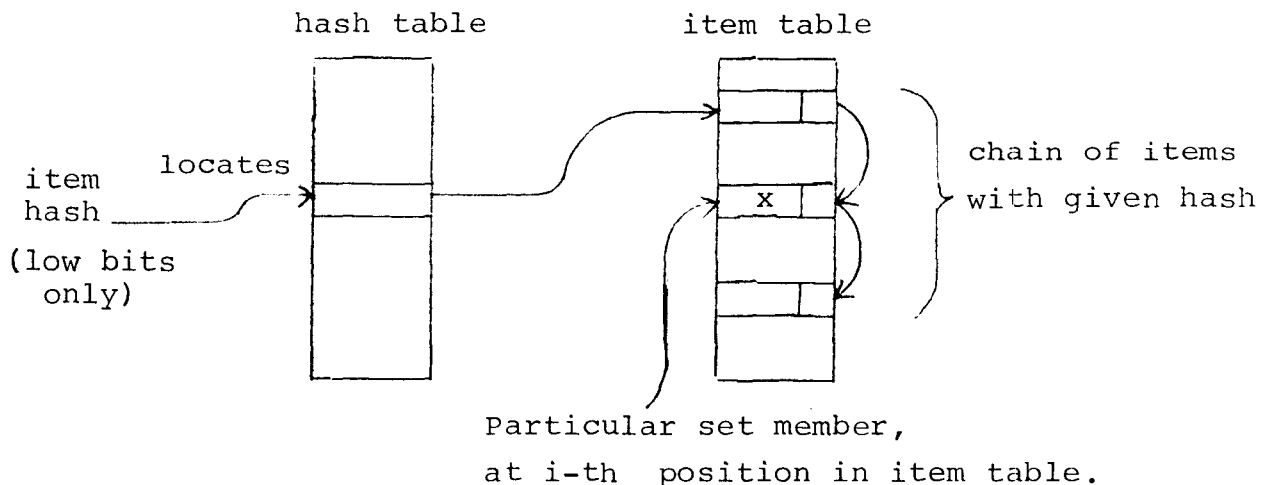 hash table
item table
locates
item
hash
(low bits
only)
x
chain of items
with given hash
Particular set member,
at i-th position in item table.